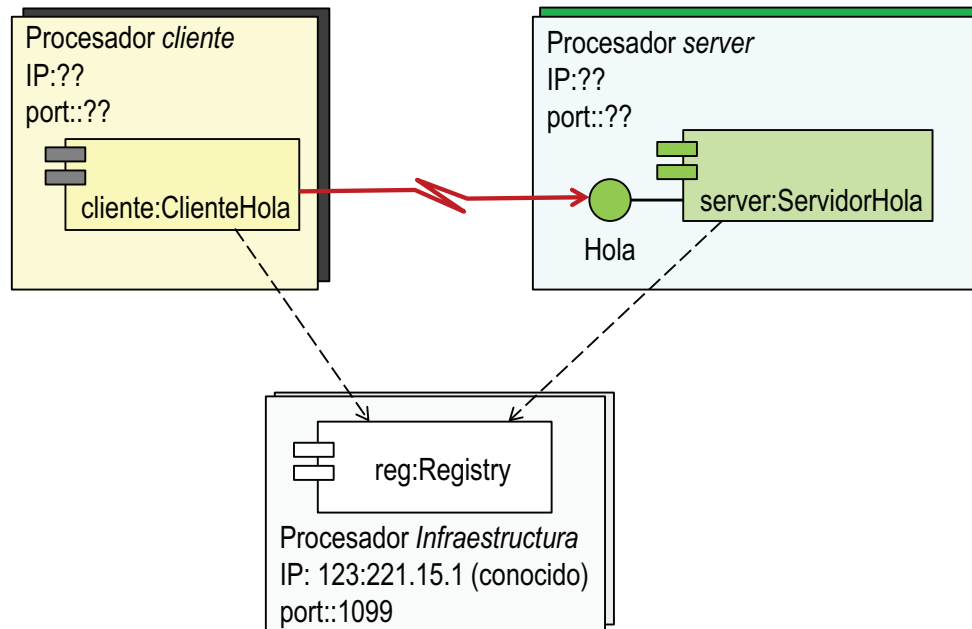 Procesador cliente
IP:??
port::??
cliente:ClienteHola
Procesador server
IP:??
port::??
server:ServidorHola
Hola
reg:Registry
Procesador Infraestructura
IP: 123:221.15.1 (conocido)
port::1099